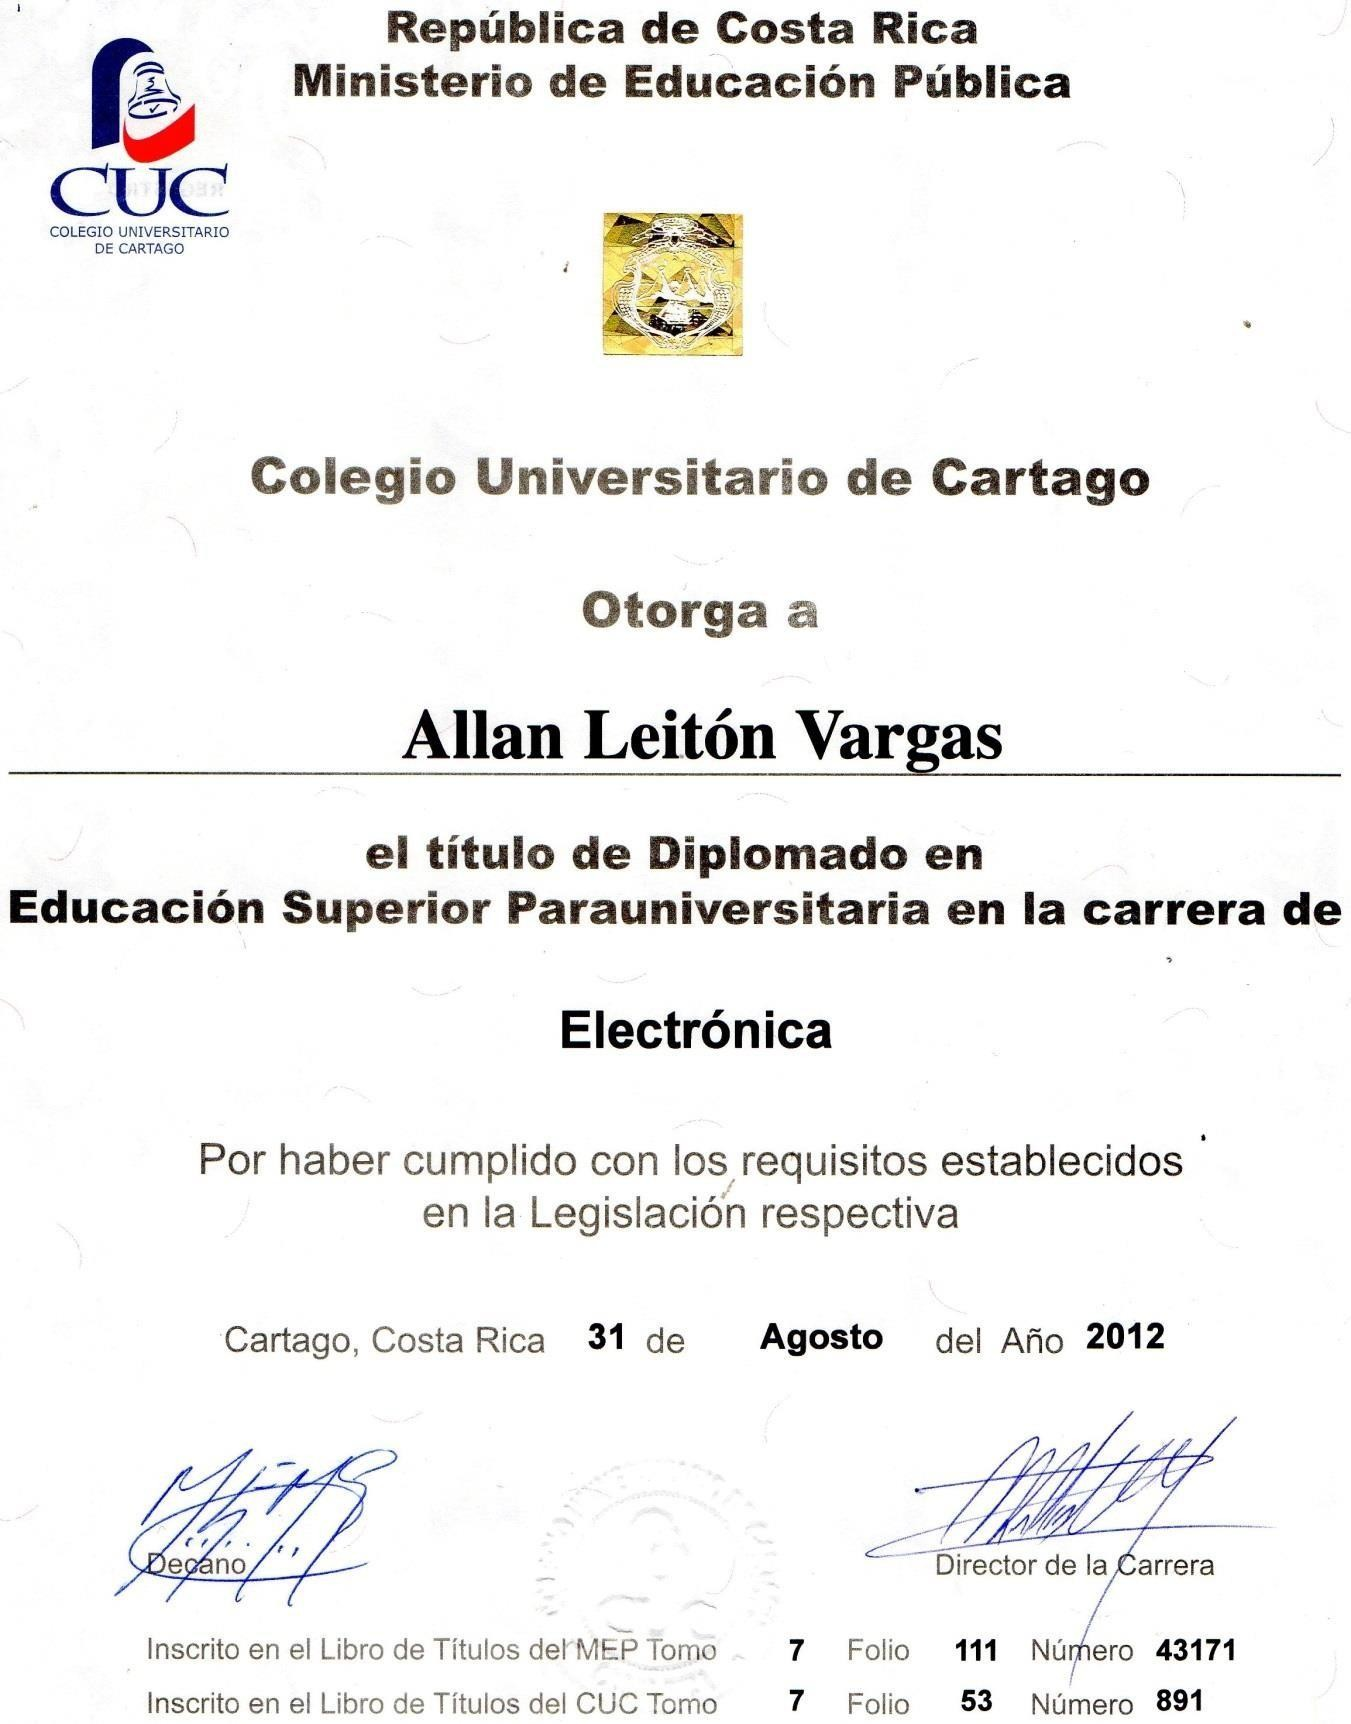 República de Costa Rica
Ministerio de Educación Pública
CUC
COLEGIO UNIVERSITARIO
DE CARTAGO
Colegio Universitario de Cartago
Otorga a
Allan Leitón Vargas
el título de Diplomado en
Educación Superior Parauniversitaria en la carrera de
Electrónica
Por haber cumplido con los requisitos establecidos
en la Legislación respectiva
Cartago, Costa Rica 31 de Agosto del Año 2012
Decano
Director de la Carrera
Inscrito en el Libro de Títulos del MEP Tomo 7 Folio 111 Número 43171
Inscrito en el Libro de Títulos del CUC Tomo 7 Folio 53 Número 891